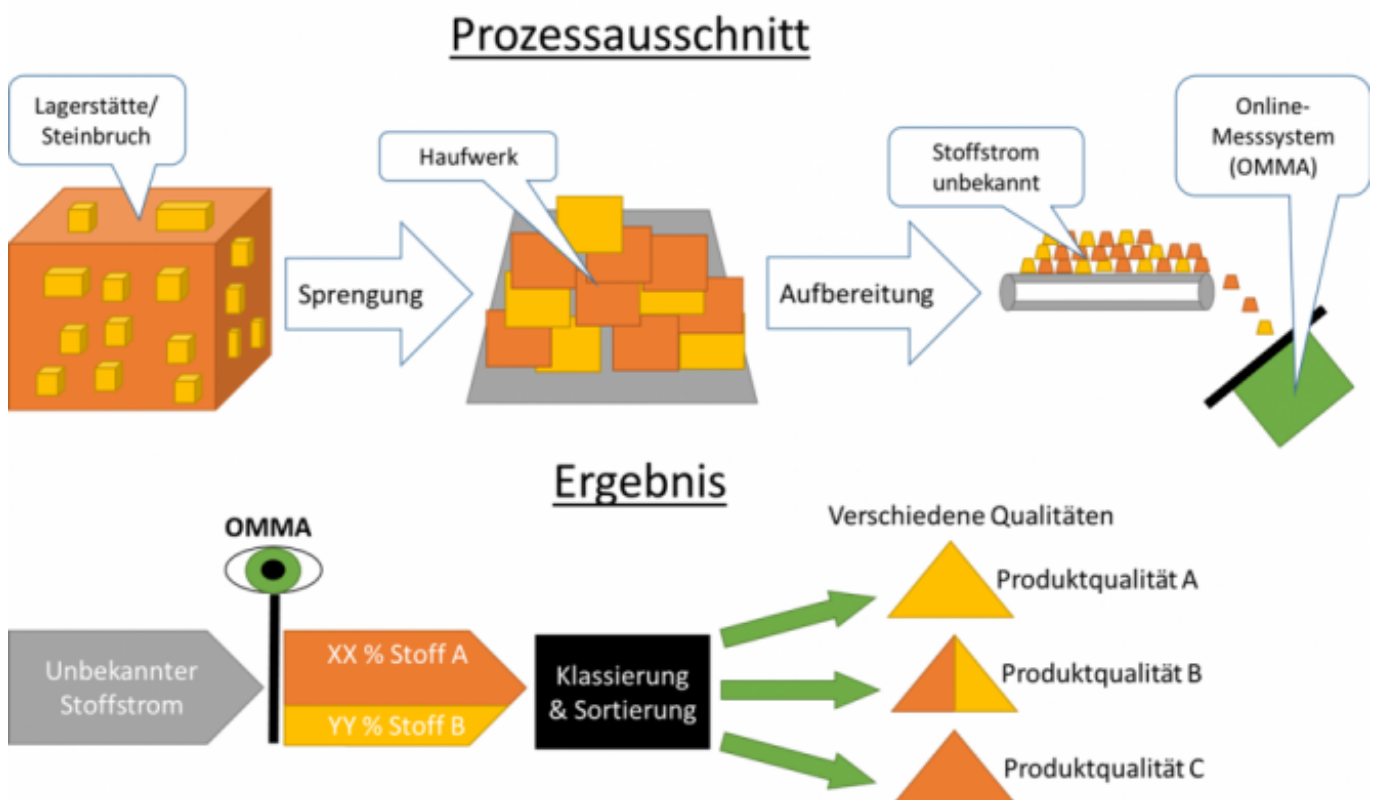 Prozessausschnitt
Lagerstätte/
Steinbruch
Sprengung
Haufwerk
Aufbereitung
Stoffstrom
unbekannt
Online-
Messsystem
(OMMA)
Ergebnis
OMMA
Unbekannter
Stoffstrom
XX % Stoff A
YY % Stoff B
Klassierung
& Sortierung
Verschiedene Qualitäten
Produktqualität A
Produktqualität B
Produktqualität C